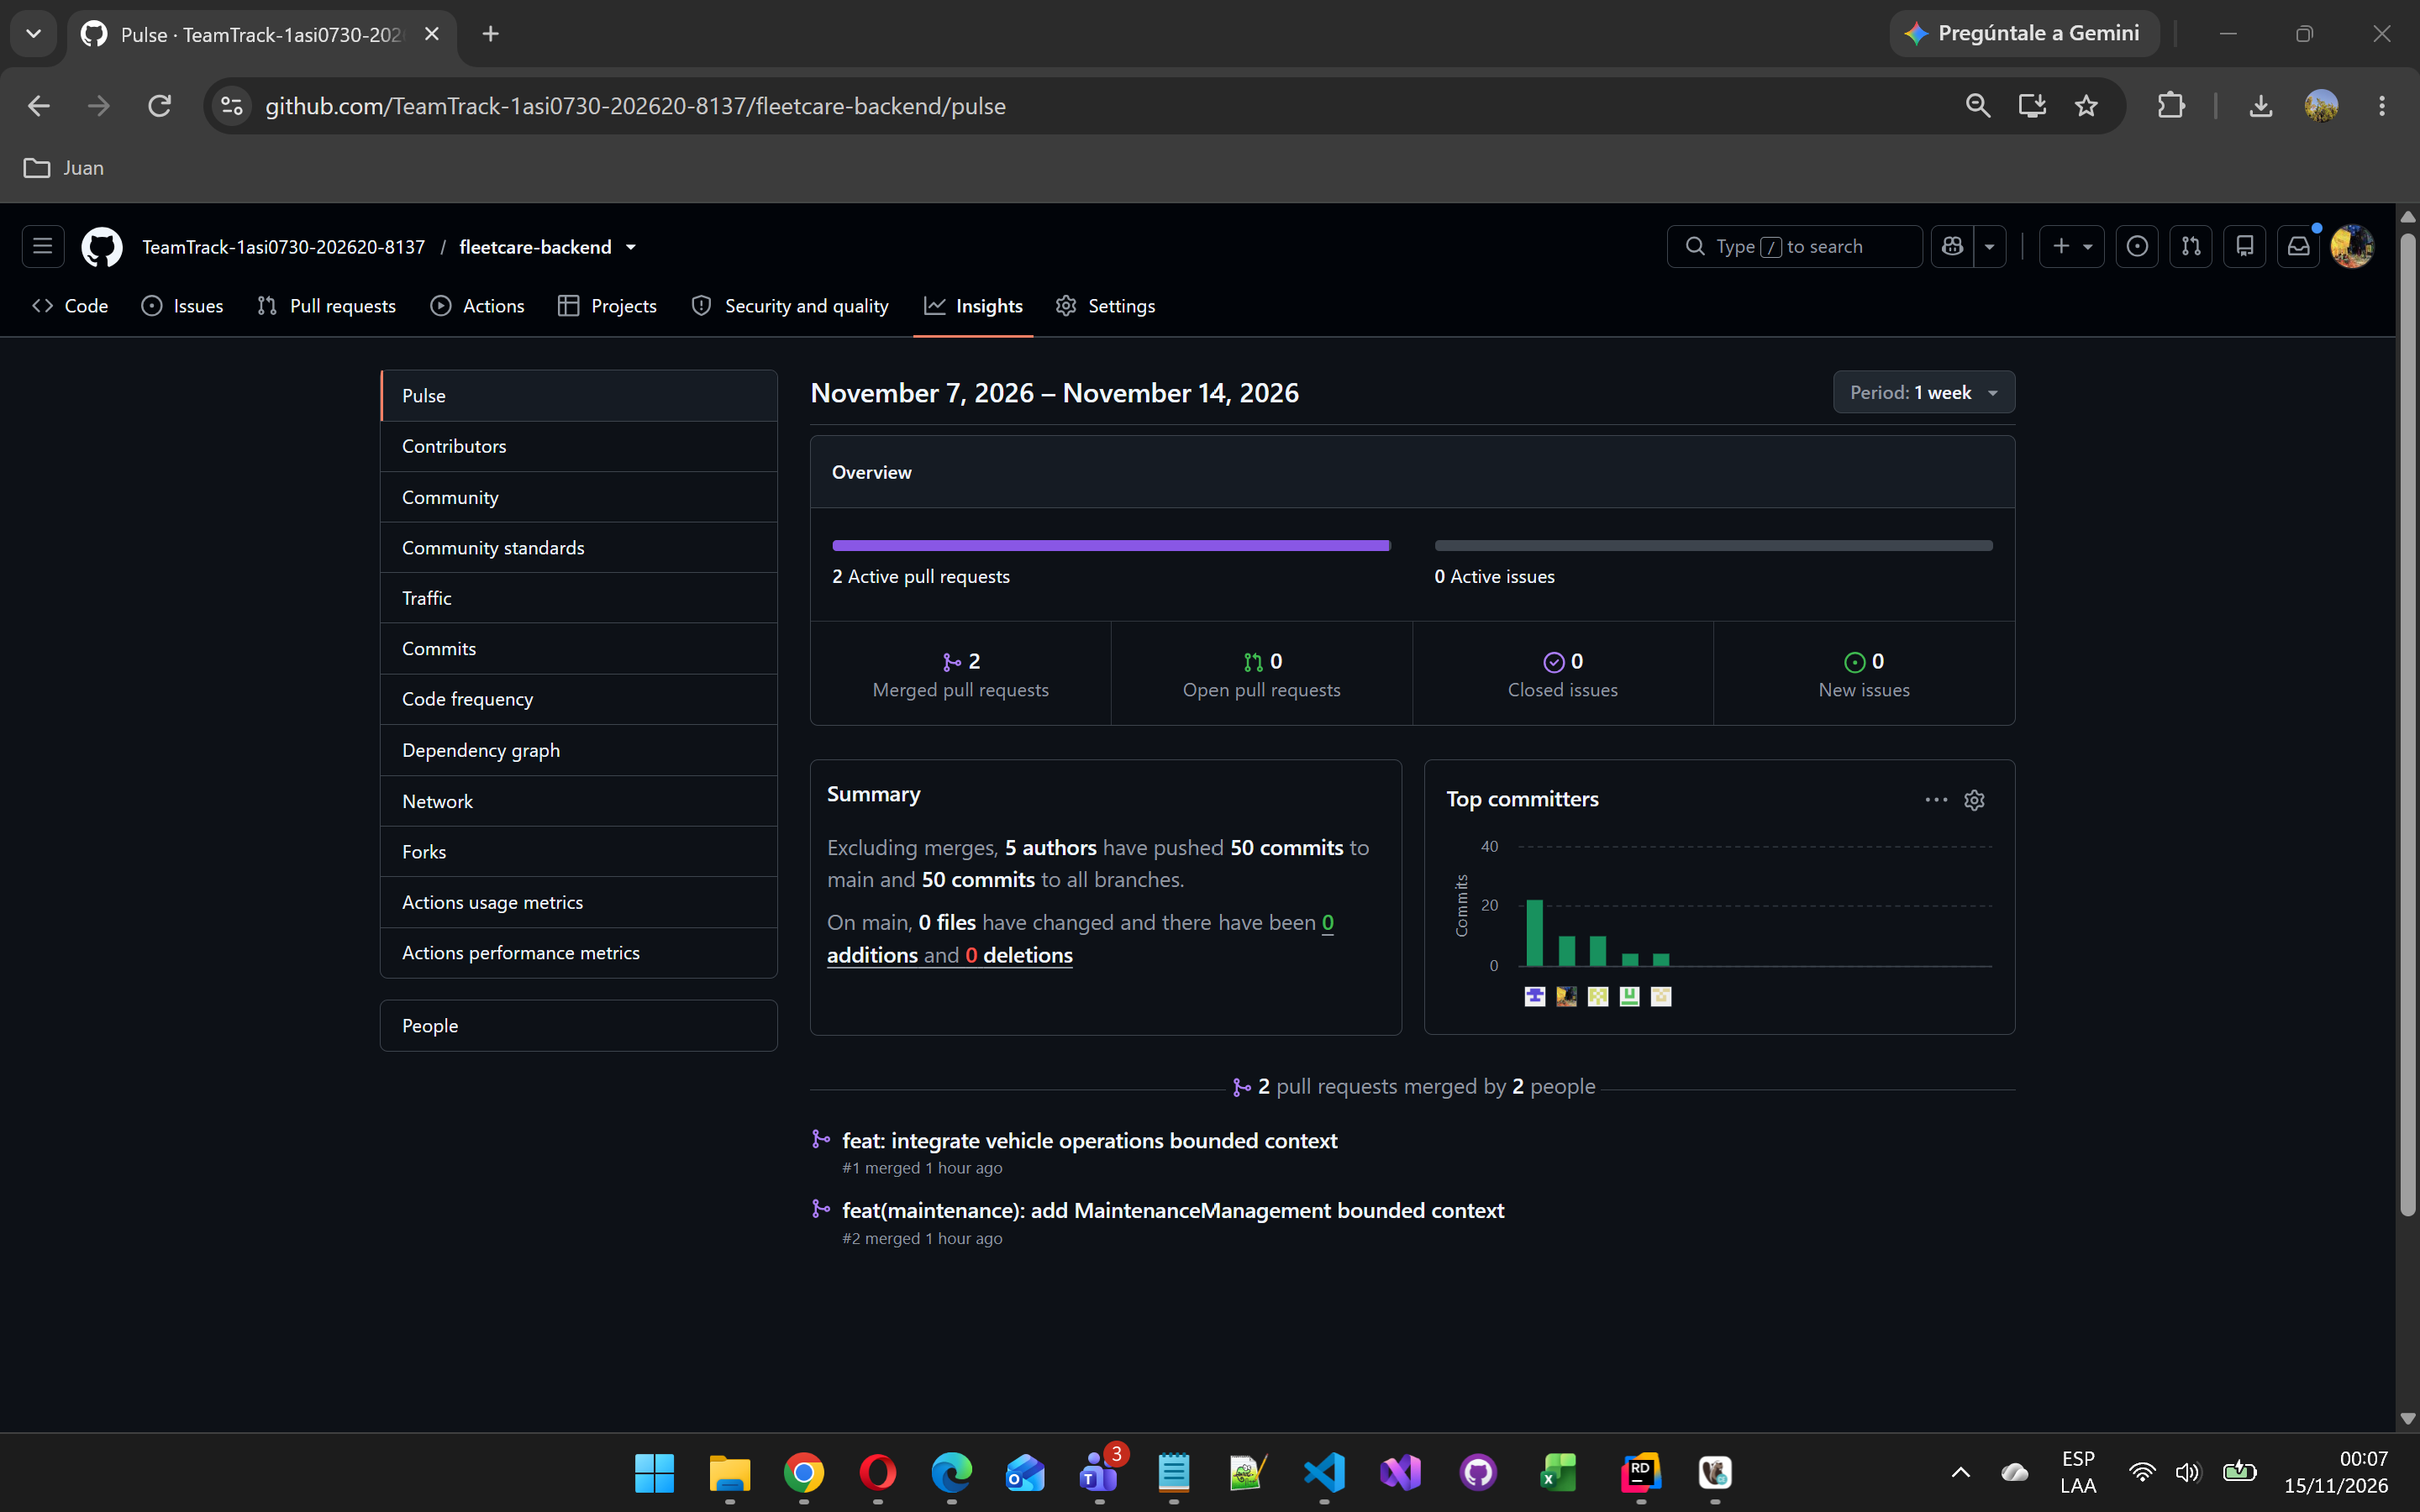 Pulse · TeamTrack-1asi0730-202
Pregúntale a Gemini
github.com/TeamTrack-1asi0730-202620-8137/fleetcare-backend/pulse
Juan
TeamTrack-1asi0730-202620-8137 / fleetcare-backend
Type / to search
Code
Issues
Pull requests
Actions
Projects
Security and quality
Insights
Settings
Pulse
Contributors
Community
Community standards
Traffic
Commits
Code frequency
Dependency graph
Network
Forks
Actions usage metrics
Actions performance metrics
People
November 7, 2026 – November 14, 2026
Period: 1 week
Overview
2 Active pull requests
0 Active issues
2
Merged pull requests
0
Open pull requests
0
Closed issues
0
New issues
Summary
Excluding merges, 5 authors have pushed 50 commits to
main and 50 commits to all branches.
On main, 0 files have changed and there have been 0
additions and 0 deletions
Top committers
Commits
40
20
0
2 pull requests merged by 2 people
feat: integrate vehicle operations bounded context
#1 merged 1 hour ago
feat(maintenance): add MaintenanceManagement bounded context
#2 merged 1 hour ago
3
RD
ESP
LAA
00:07
15/11/2026